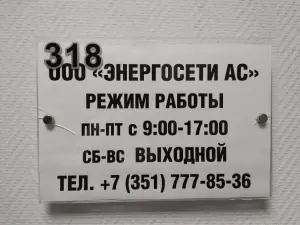 318
ООО «ЭНЕРГОСЕТИ АС»
РЕЖИМ РАБОТЫ
ПН-ПТ с 9:00-17:00
СБ-ВС ВЫХОДНОЙ
ТЕЛ. +7 (351) 777-85-36